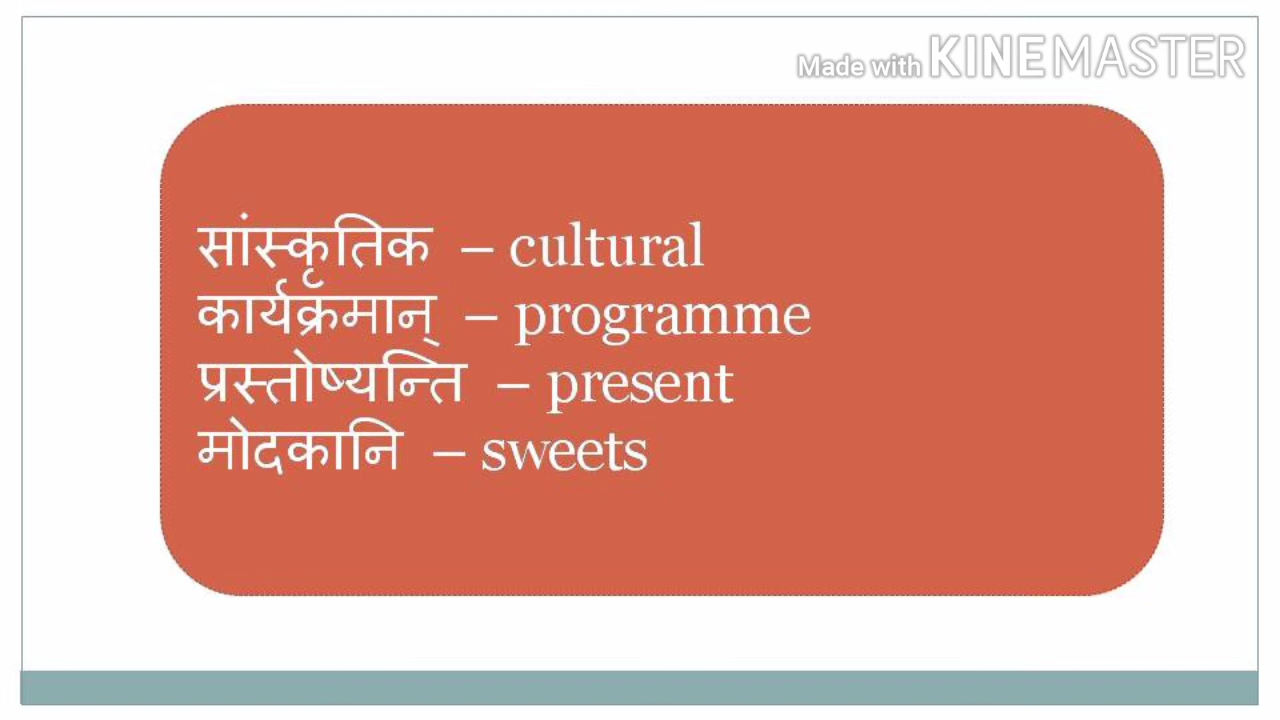 Made with KINEMASTER
सांस्कृतिक – cultural
कार्यक्रमान् – programme
प्रस्तोष्यन्ति – present
मोदकानि – sweets